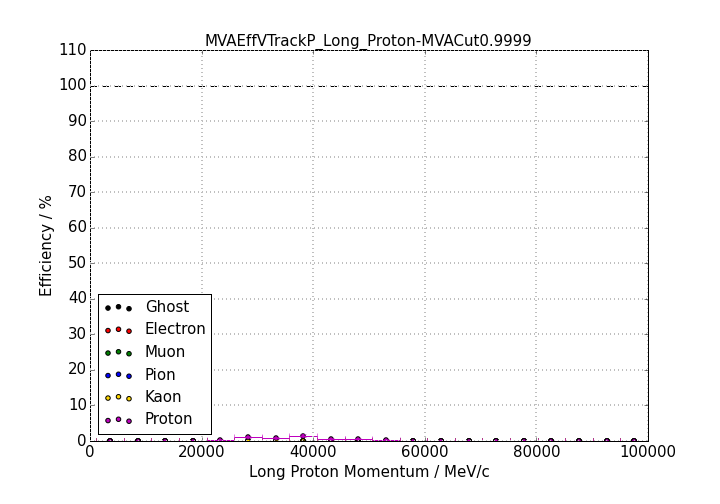 MVAEffVTrackP_Long_Proton-MVACut0.9999
110
100
90
80
70
60
50
40
30
20
10
0
Efficiency / %
Ghost
Electron
Muon
Pion
Kaon
Proton
0 20000 40000 60000 80000 100000
Long Proton Momentum / MeV/c